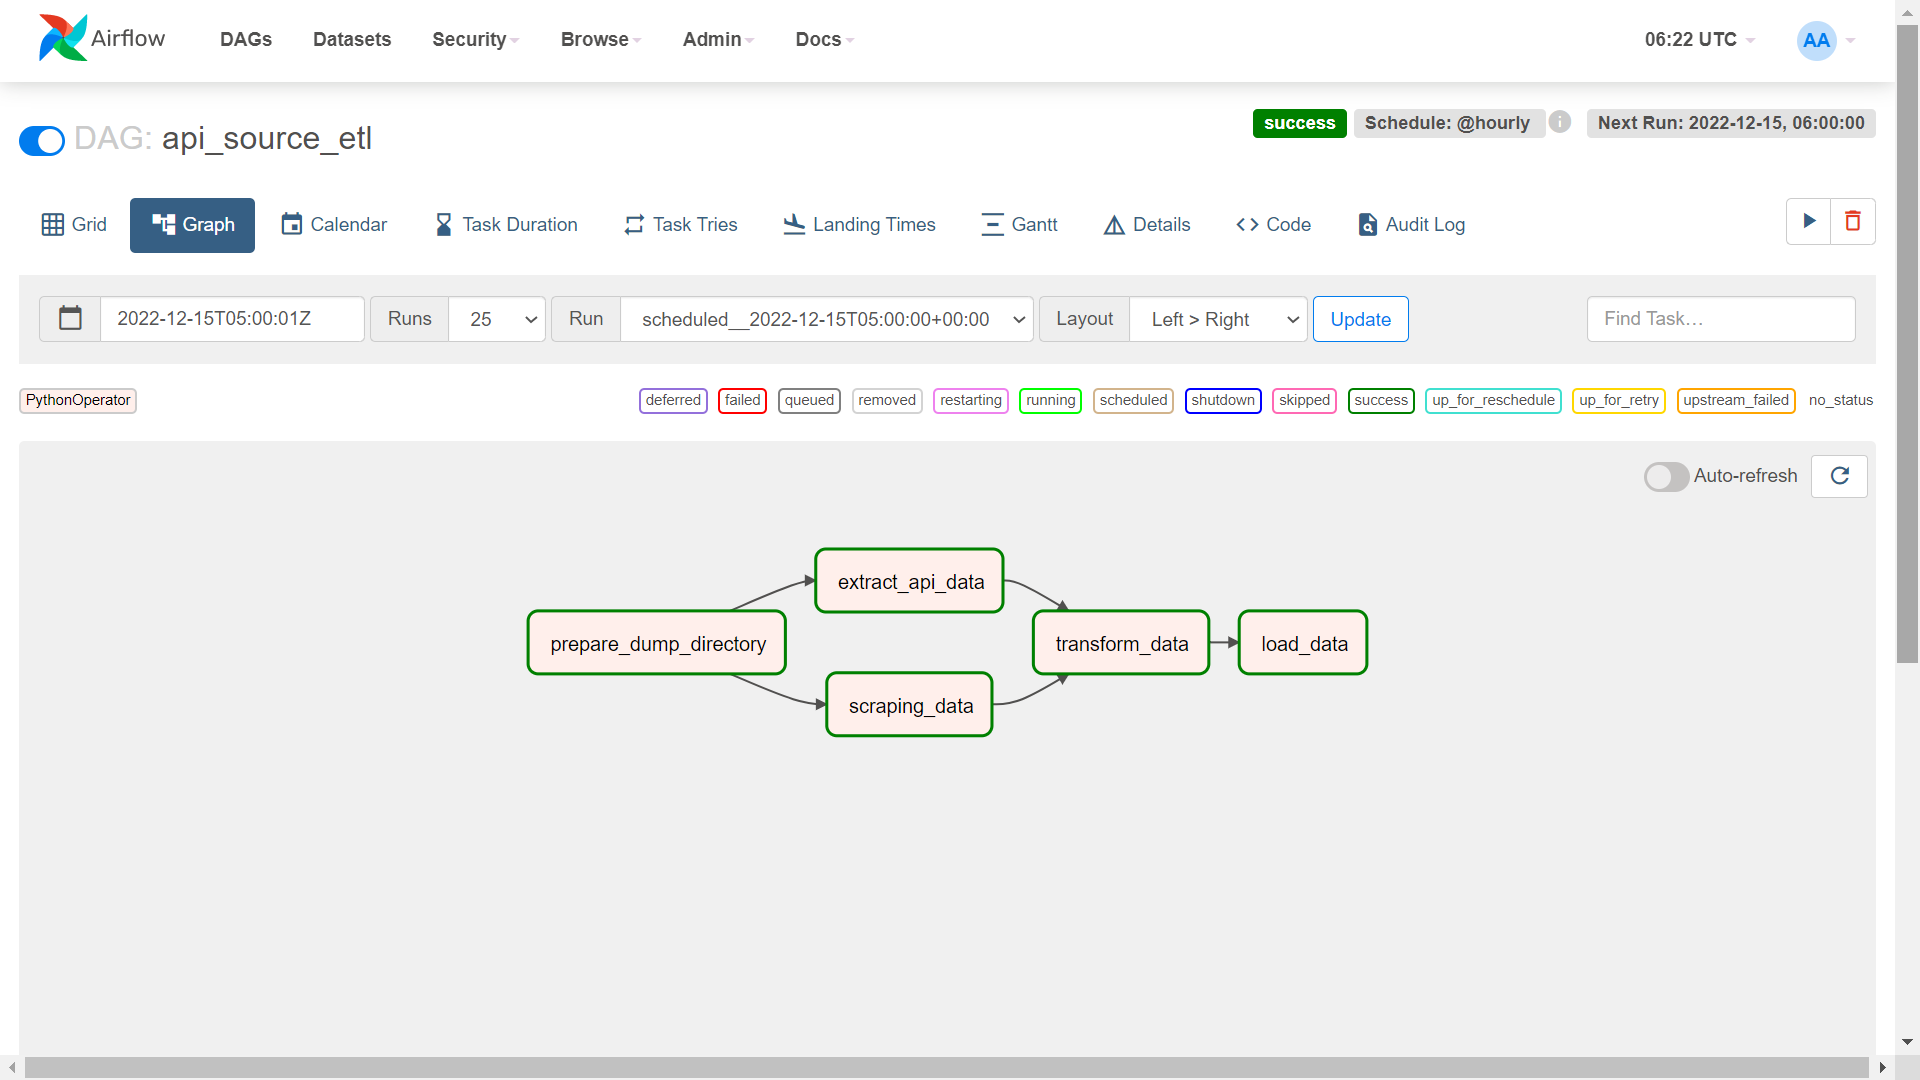 Airflow DAGs Datasets Security Browse Admin Docs 06:22 UTC AA
DAG: api_source_etl success Schedule: @hourly i Next Run: 2022-12-15, 06:00:00
Grid Graph Calendar Task Duration Task Tries Landing Times Gantt Details Code Audit Log
2022-12-15T05:00:01Z Runs 25 Run scheduled__2022-12-15T05:00:00+00:00 Layout Left > Right Update Find Task…
PythonOperator deferred failed queued removed restarting running scheduled shutdown skipped success up_for_reschedule up_for_retry upstream_failed no_status
Auto-refresh
extract_api_data
prepare_dump_directory transform_data load_data
scraping_data